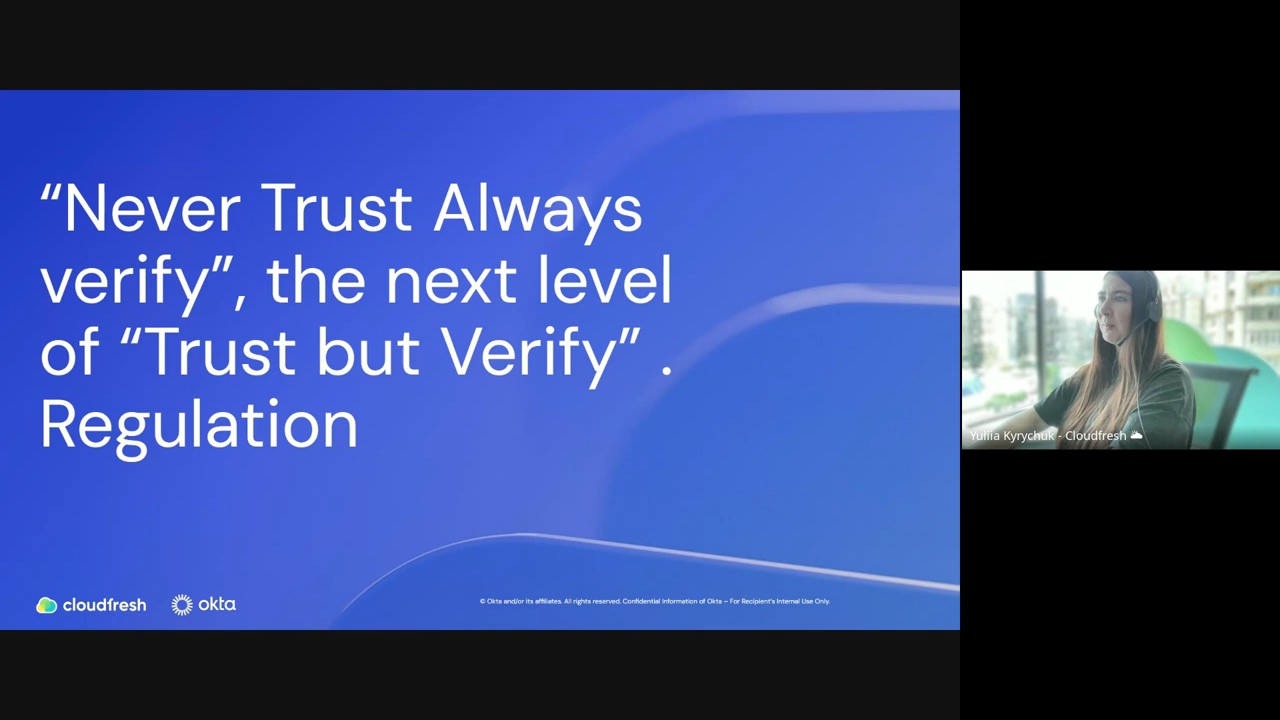 “Never Trust Always
verify”, the next level
of “Trust but Verify” .
Regulation
cloudfresh
okta
© Okta and/or its affiliates. All rights reserved. Confidential Information of Okta – For Recipient's Internal Use Only.
Yuliia Kyrychuk - Cloudfresh